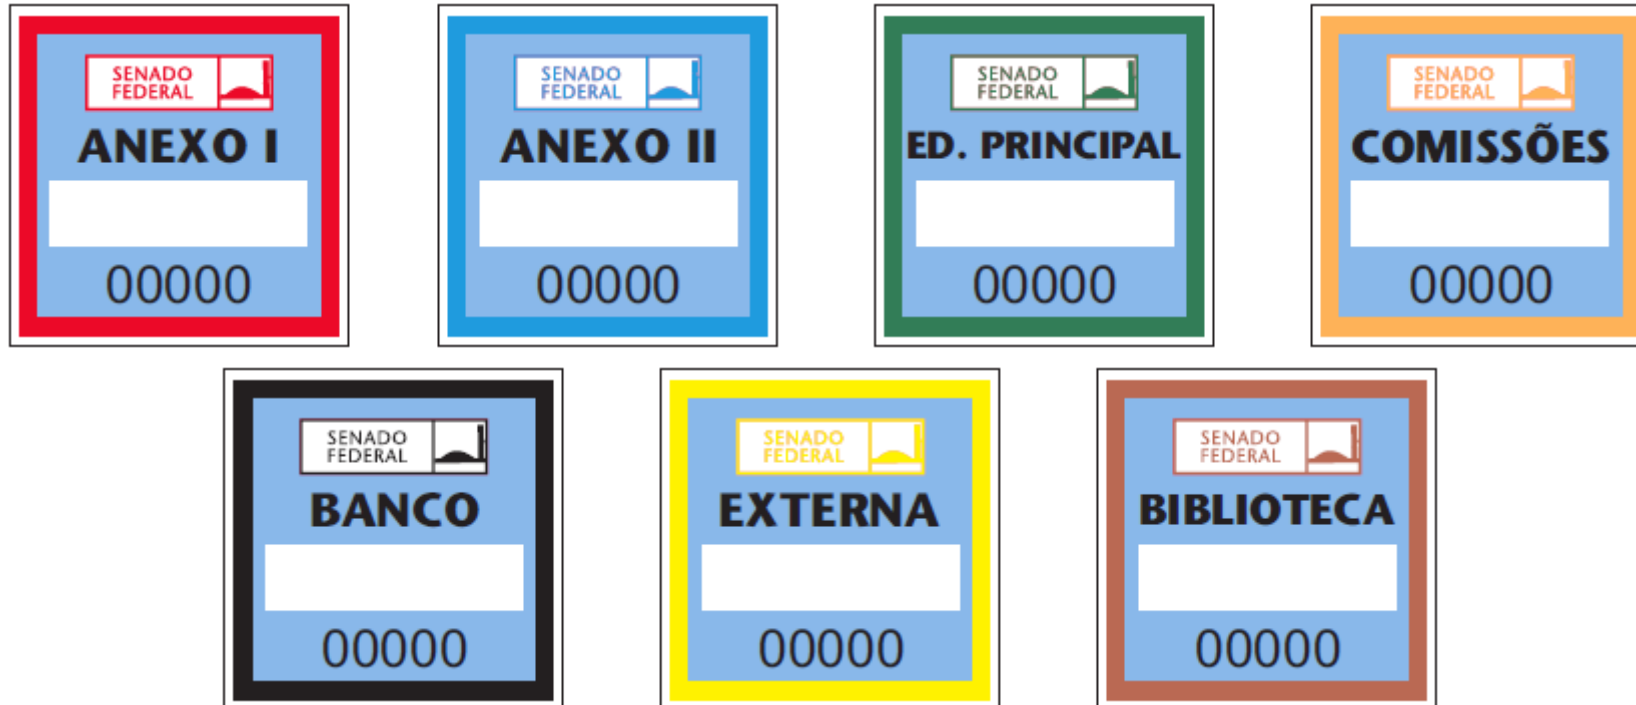 SENADO
FEDERAL
ANEXO I
00000
SENADO
FEDERAL
ANEXO II
00000
SENADO
FEDERAL
ED. PRINCIPAL
00000
SENADO
FEDERAL
COMISSÕES
00000
SENADO
FEDERAL
BANCO
00000
SENADO
FEDERAL
EXTERNA
00000
SENADO
FEDERAL
BIBLIOTECA
00000